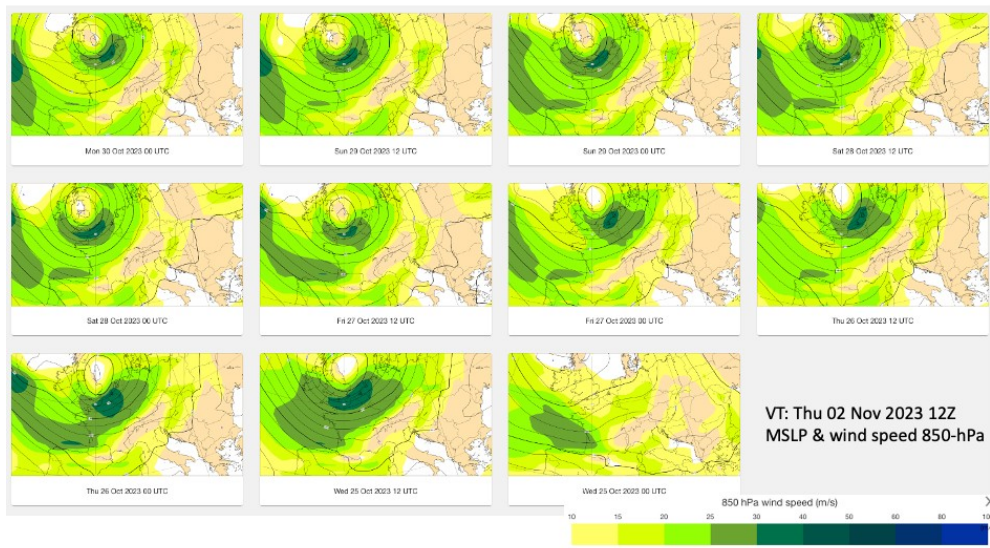 Mon 30 Oct 2023 00 UTC
Sun 29 Oct 2023 12 UTC
Sun 29 Oct 2023 00 UTC
Sat 28 Oct 2023 12 UTC
Sat 28 Oct 2023 00 UTC
Fri 27 Oct 2023 12 UTC
Fri 27 Oct 2023 00 UTC
Thu 26 Oct 2023 12 UTC
Thu 26 Oct 2023 00 UTC
Wed 25 Oct 2023 12 UTC
Wed 25 Oct 2023 00 UTC
VT: Thu 02 Nov 2023 12Z
MSLP & wind speed 850-hPa
850 hPa wind speed (m/s)
10 15 20 25 30 40 50 60 80 10